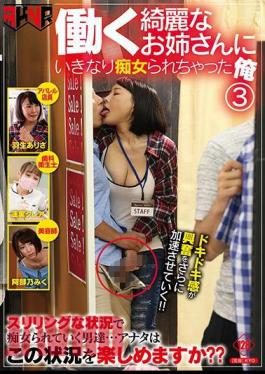 働く
綺麗な
お姉さんに
いきなり痴女られちゃった俺
③
アパレル店員
羽生ありさ
歯科衛生士
美容師
阿部乃みく
Sale!
Sale!
Sale!
STAFF
ドキドキ感が
興奮をさらに
加速させていく!!
スリリングな状況で
痴女られていく男達…アナタは
この状況を楽しめますか??